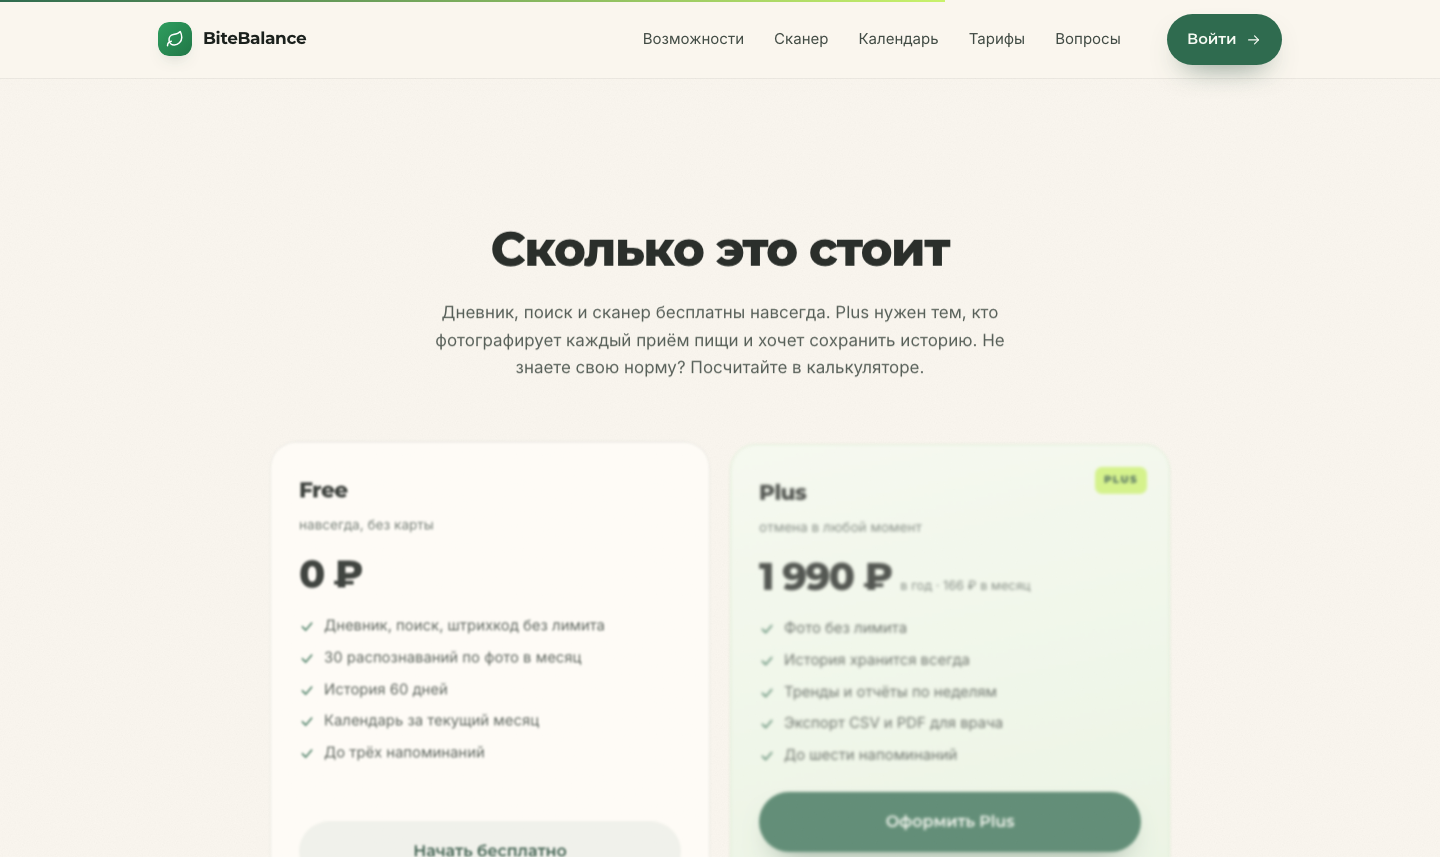 BiteBalance
Возможности
Сканер
Календарь
Тарифы
Вопросы
Войти →
Сколько это стоит
Дневник, поиск и сканер бесплатны навсегда. Plus нужен тем, кто
фотографирует каждый приём пищи и хочет сохранить историю. Не
знаете свою норму? Посчитайте в калькуляторе.
Free
навсегда, без карты
0 ₽
Дневник, поиск, штрихкод без лимита
30 распознаваний по фото в месяц
История 60 дней
Календарь за текущий месяц
До трёх напоминаний
Начать бесплатно
PLUS
Plus
отмена в любой момент
1 990 ₽ в год · 166 ₽ в месяц
Фото без лимита
История хранится всегда
Тренды и отчёты по неделям
Экспорт CSV и PDF для врача
До шести напоминаний
Оформить Plus